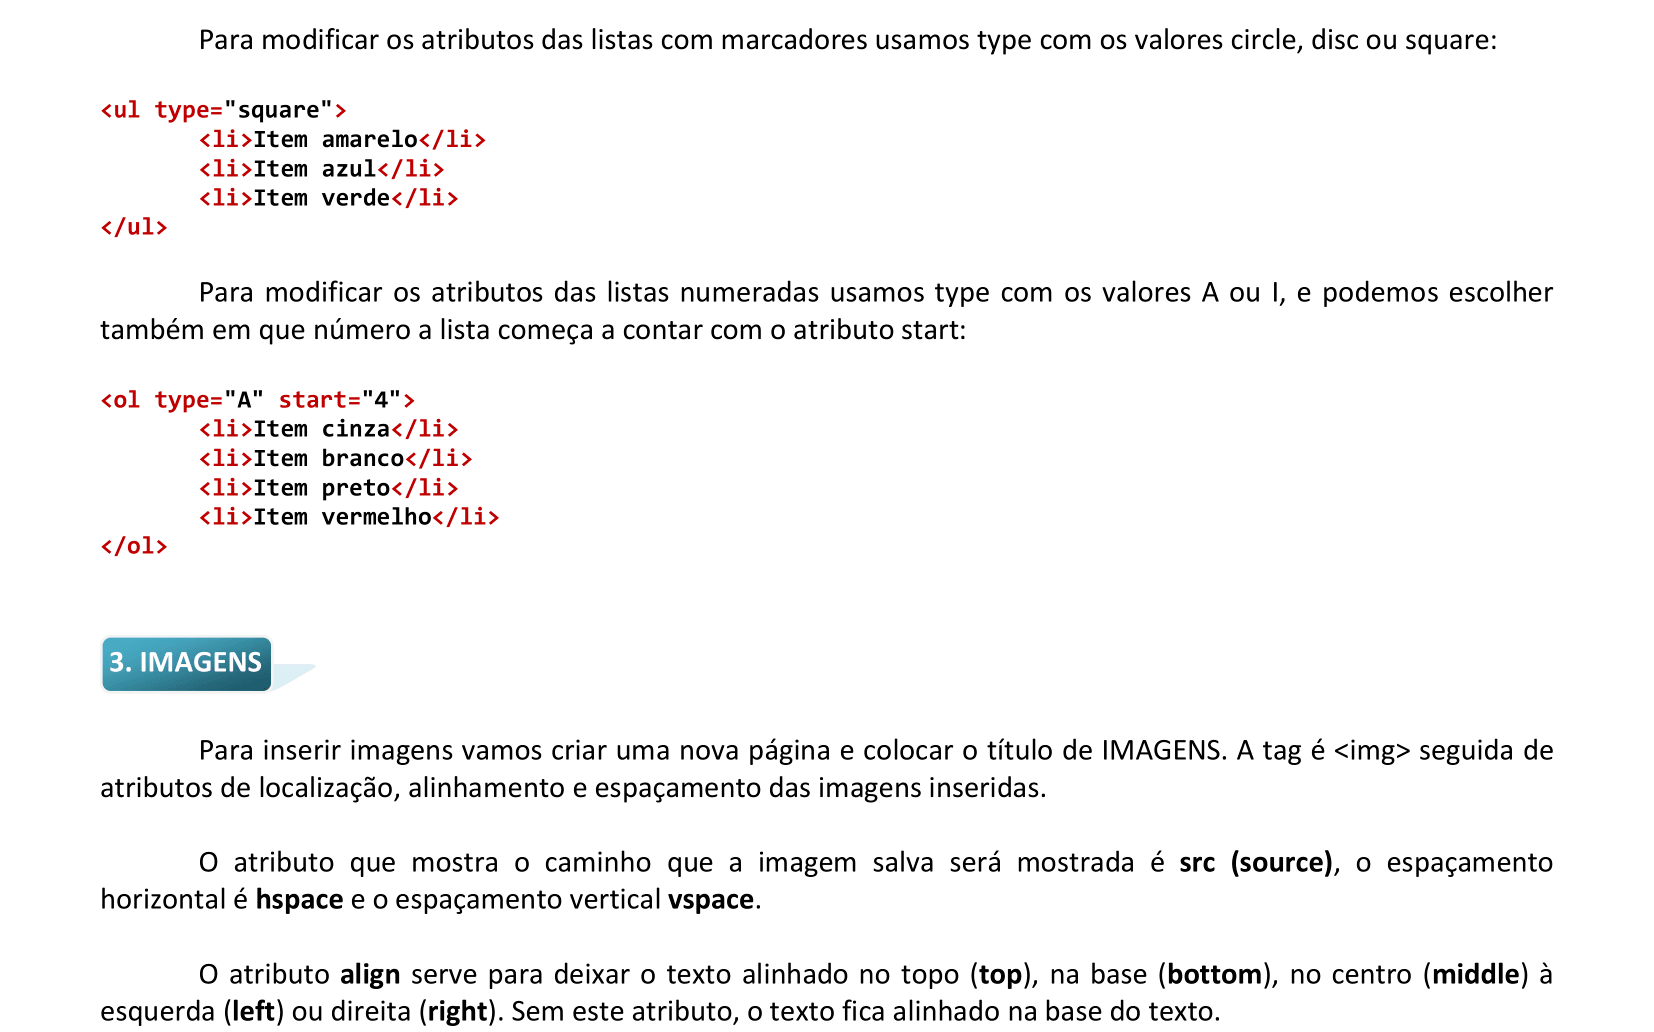 Para modificar os atributos das listas com marcadores usamos type com os valores circle, disc ou square:
<ul type="square">
<li>Item amarelo</li>
<li>Item azul</li>
<li>Item verde</li>
</ul>
Para modificar os atributos das listas numeradas usamos type com os valores A ou I, e podemos escolher
também em que número a lista começa a contar com o atributo start:
<ol type="A" start="4">
<li>Item cinza</li>
<li>Item branco</li>
<li>Item preto</li>
<li>Item vermelho</li>
</ol>
3. IMAGENS
Para inserir imagens vamos criar uma nova página e colocar o título de IMAGENS. A tag é <img> seguida de
atributos de localização, alinhamento e espaçamento das imagens inseridas.
O atributo que mostra o caminho que a imagem salva será mostrada é src (source), o espaçamento
horizontal é hspace e o espaçamento vertical vspace.
O atributo align serve para deixar o texto alinhado no topo (top), na base (bottom), no centro (middle) à
esquerda (left) ou direita (right). Sem este atributo, o texto fica alinhado na base do texto.